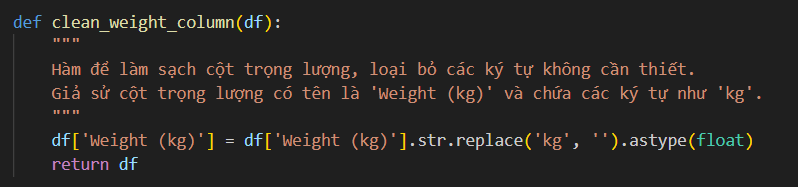 def clean_weight_column(df):
    """
    Hàm để làm sạch cột trọng lượng, loại bỏ các ký tự không cần thiết.
    Giả sử cột trọng lượng có tên là 'Weight (kg)' và chứa các ký tự như 'kg'.
    """
    df['Weight (kg)'] = df['Weight (kg)'].str.replace('kg', '').astype(float)
    return df